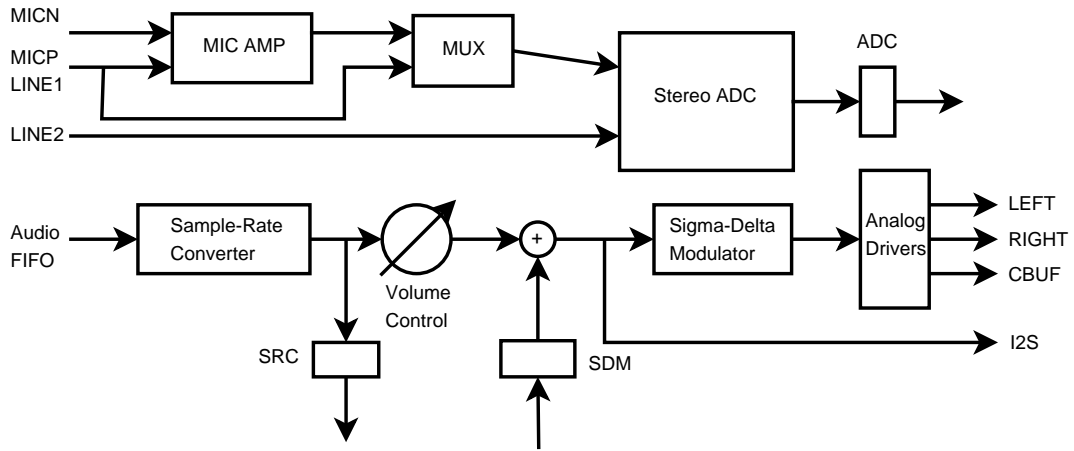 MICN
MICP
LINE1
MIC AMP
MUX
LINE2
Stereo ADC
ADC
Audio
FIFO
Sample-Rate
Converter
Volume
Control
+
Sigma-Delta
Modulator
Analog
Drivers
LEFT
RIGHT
CBUF
I2S
SRC
SDM